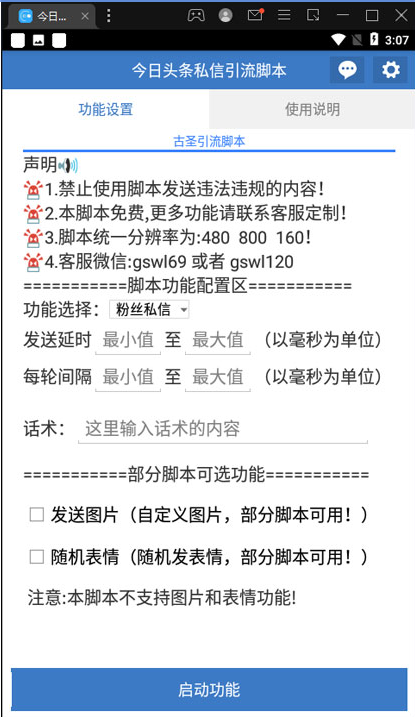 今日...
3:07
今日头条私信引流脚本
功能设置 使用说明
古圣引流脚本
声明
1.禁止使用脚本发送违法违规的内容！
2.本脚本免费,更多功能请联系客服定制！
3.脚本统一分辨率为:480 800 160！
4.客服微信:gswl69 或者 gswl120
===========脚本功能配置区===========
功能选择： 粉丝私信
发送延时 最小值 至 最大值 （以毫秒为单位）
每轮间隔 最小值 至 最大值 （以毫秒为单位）
话术： 这里输入话术的内容
===========部分脚本可选功能===========
发送图片（自定义图片，部分脚本可用！）
随机表情（随机发表情，部分脚本可用！）
注意:本脚本不支持图片和表情功能!
启动功能